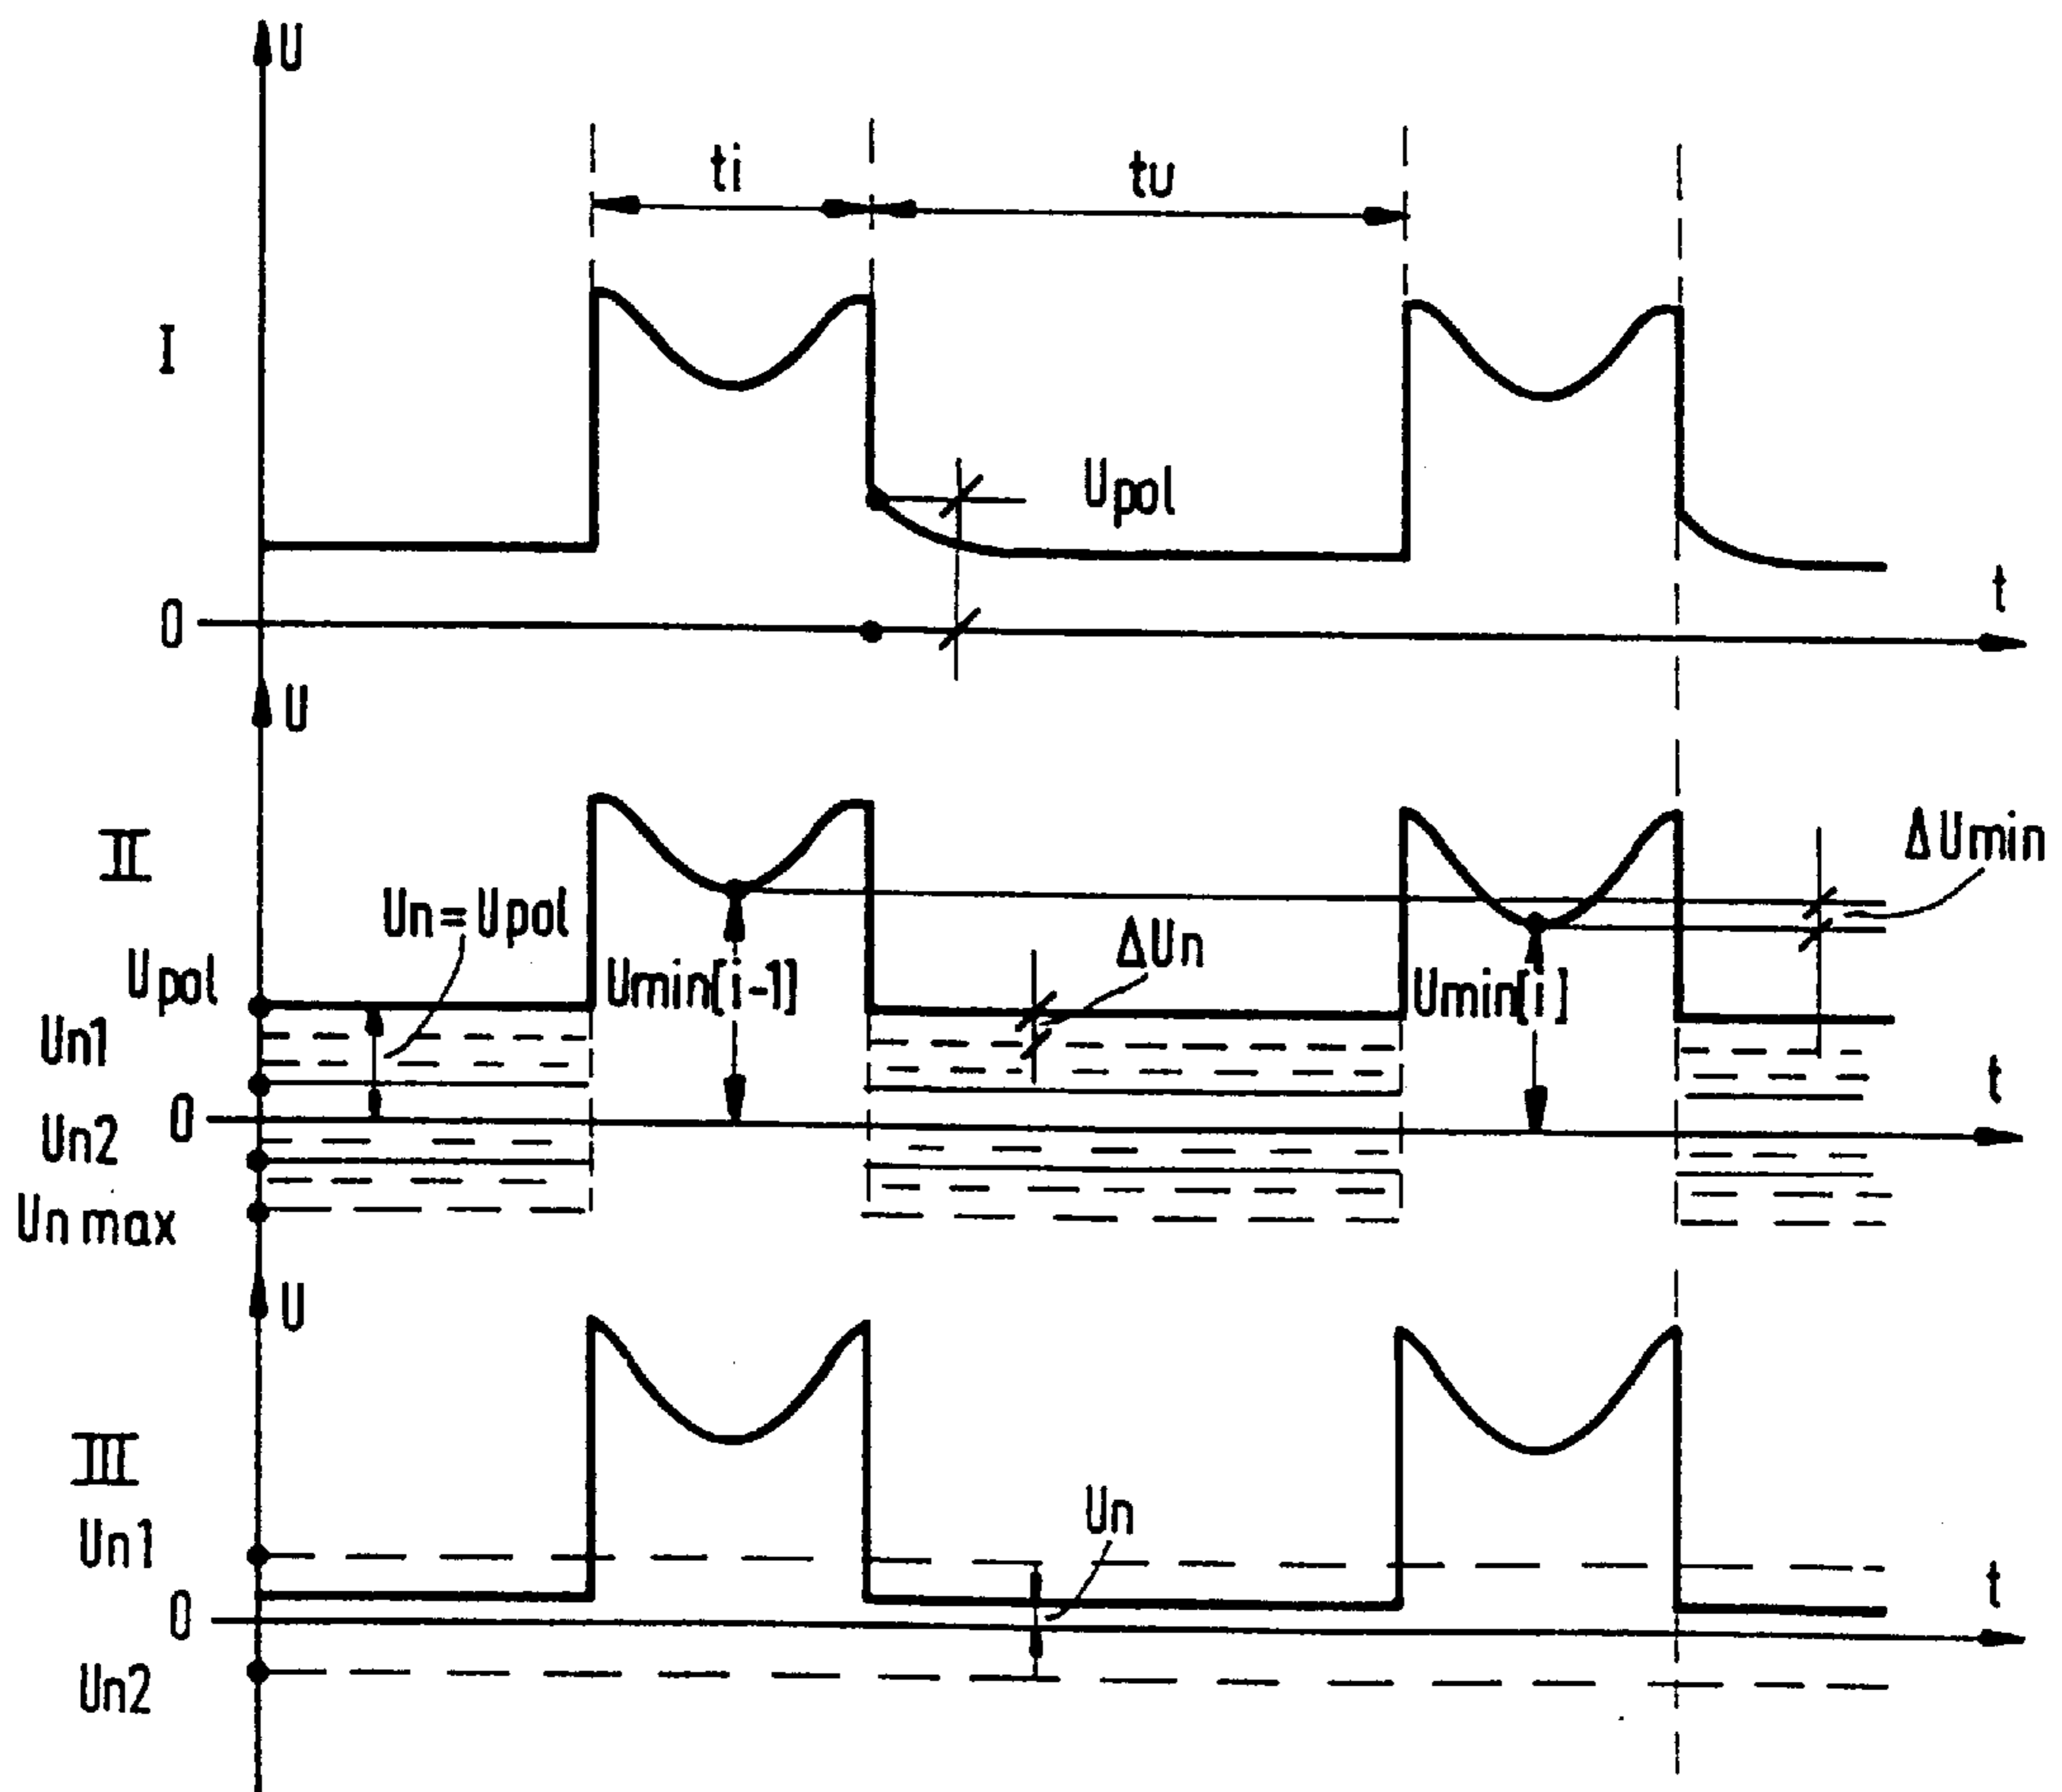 U
ti
tu
I
Upol
0
t
U
II
ΔUmin
Un=Upol
ΔUn
Upol
Umin[i-1]
Umin[i]
Un1
t
0
Un2
Un max
U
III
Un
Un1
t
0
Un2